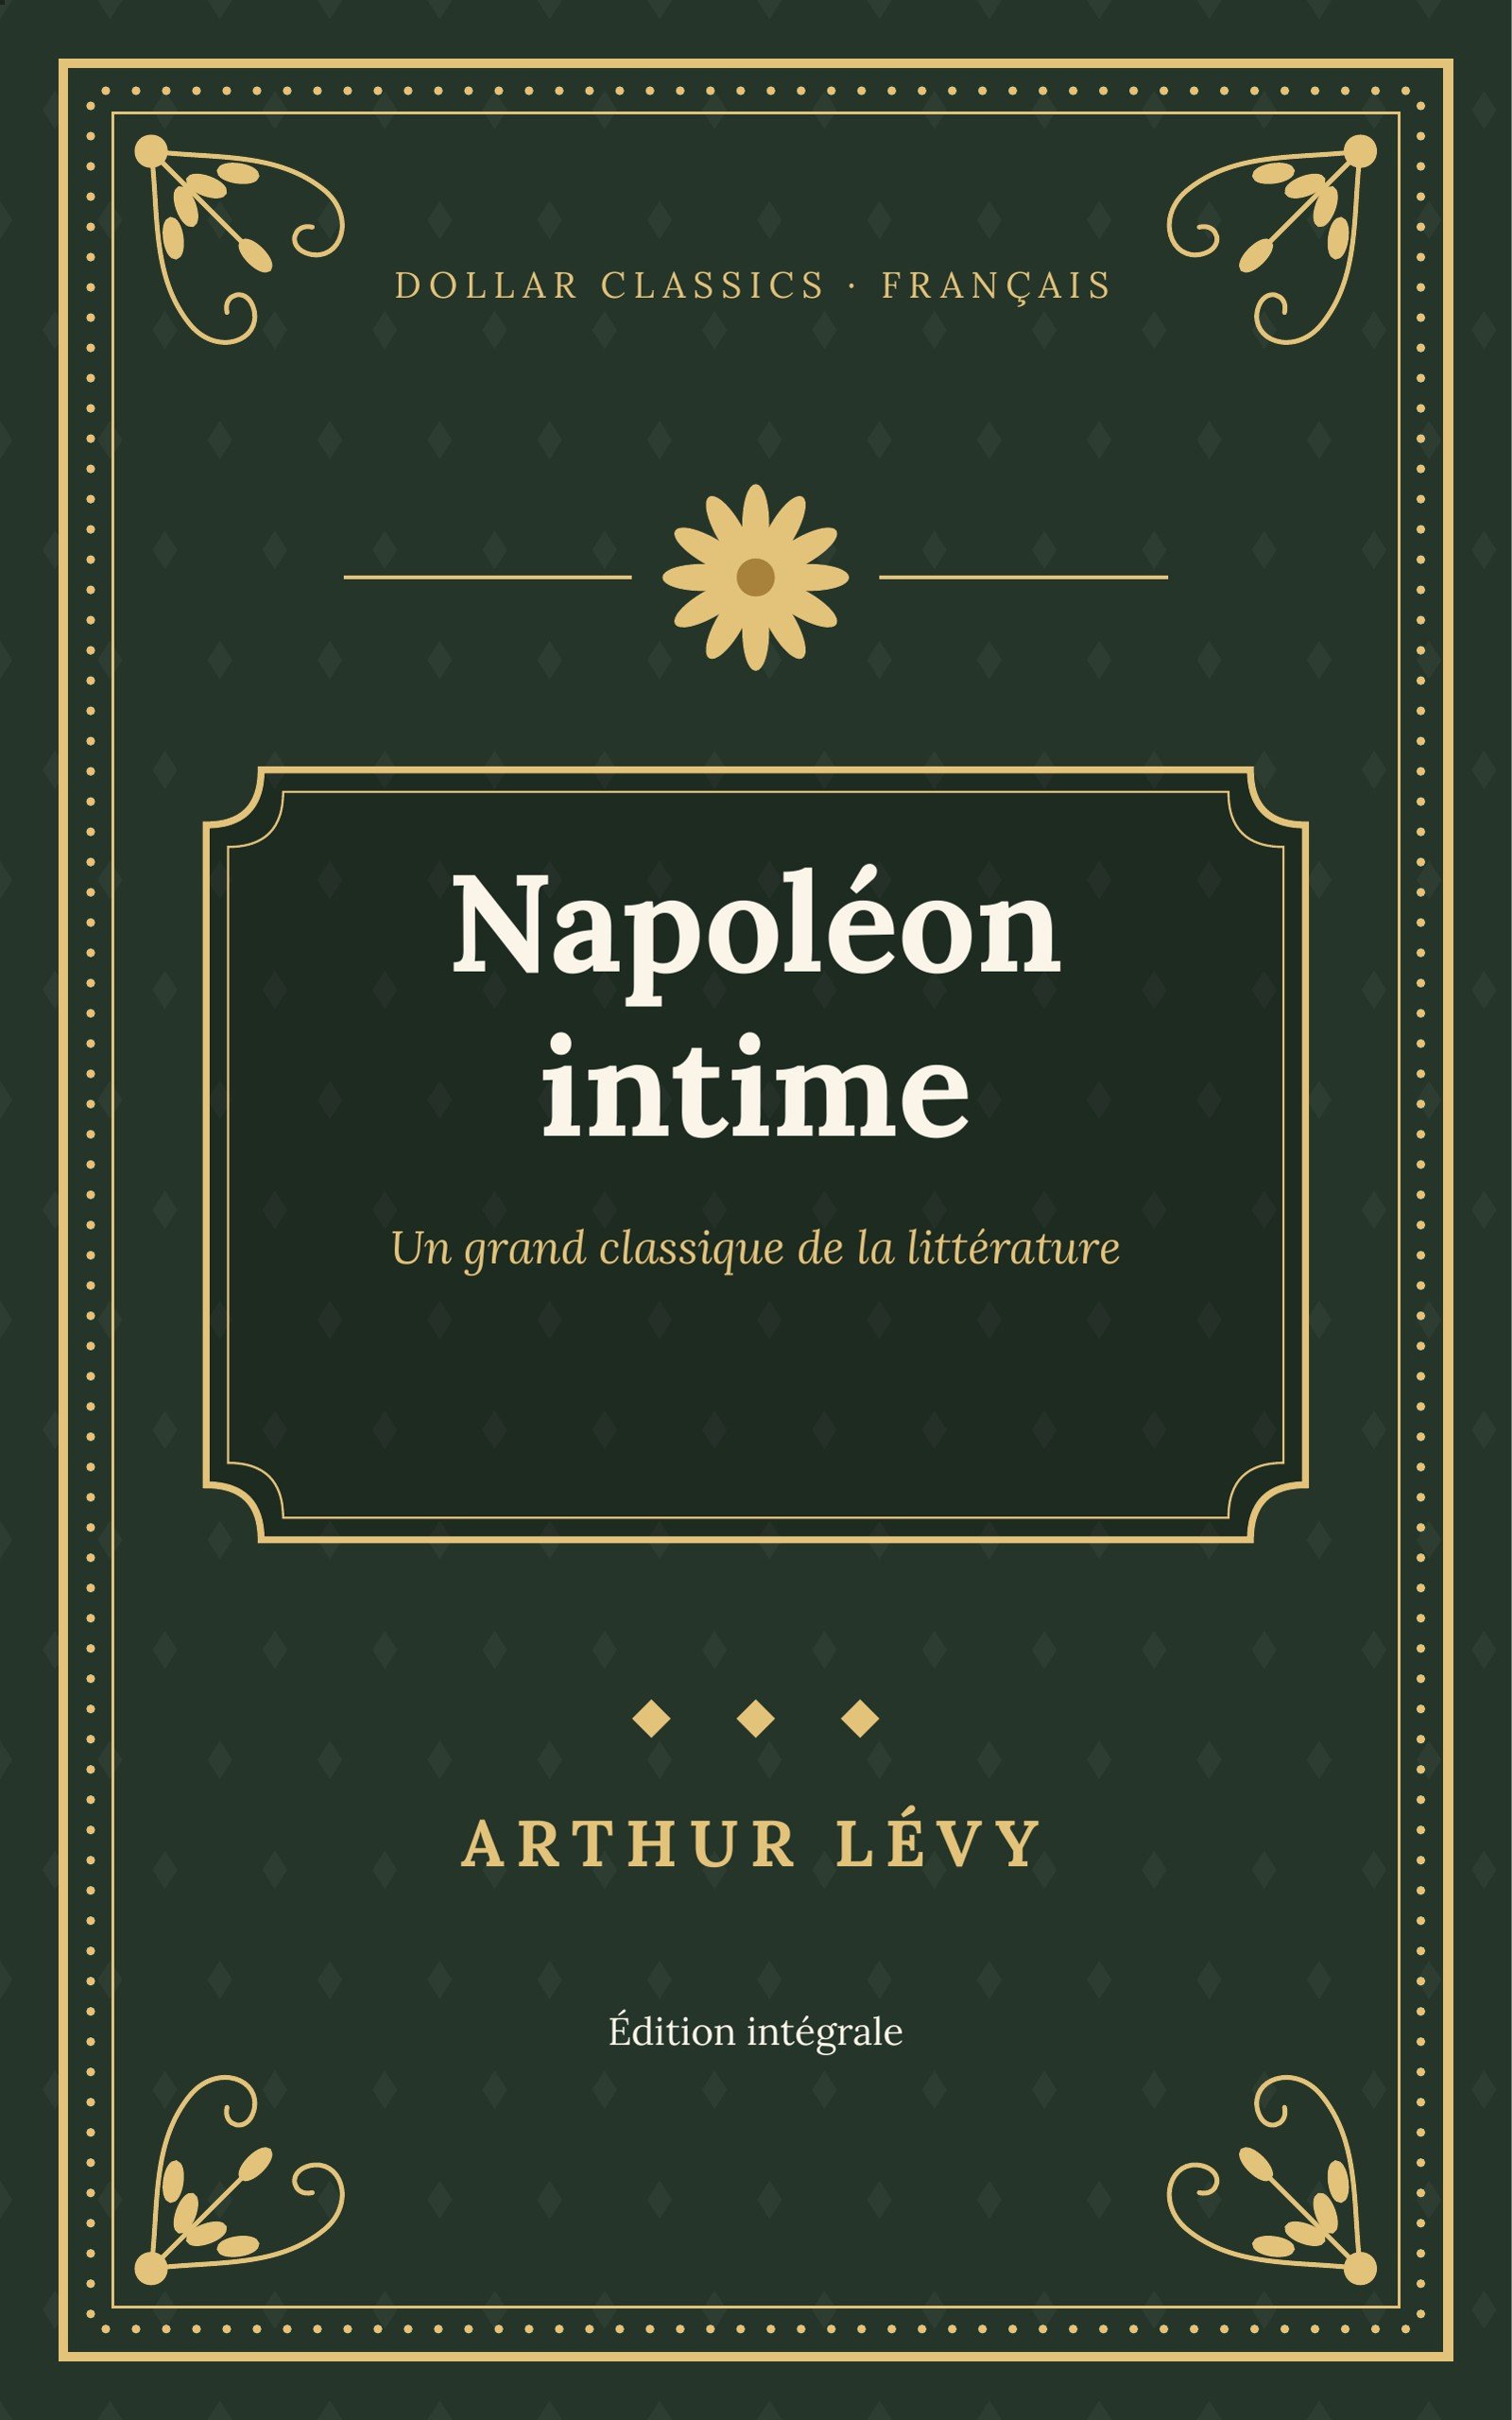 DOLLAR CLASSICS · FRANÇAIS
Napoléon
intime
Un grand classique de la littérature
ARTHUR LÉVY
Édition intégrale